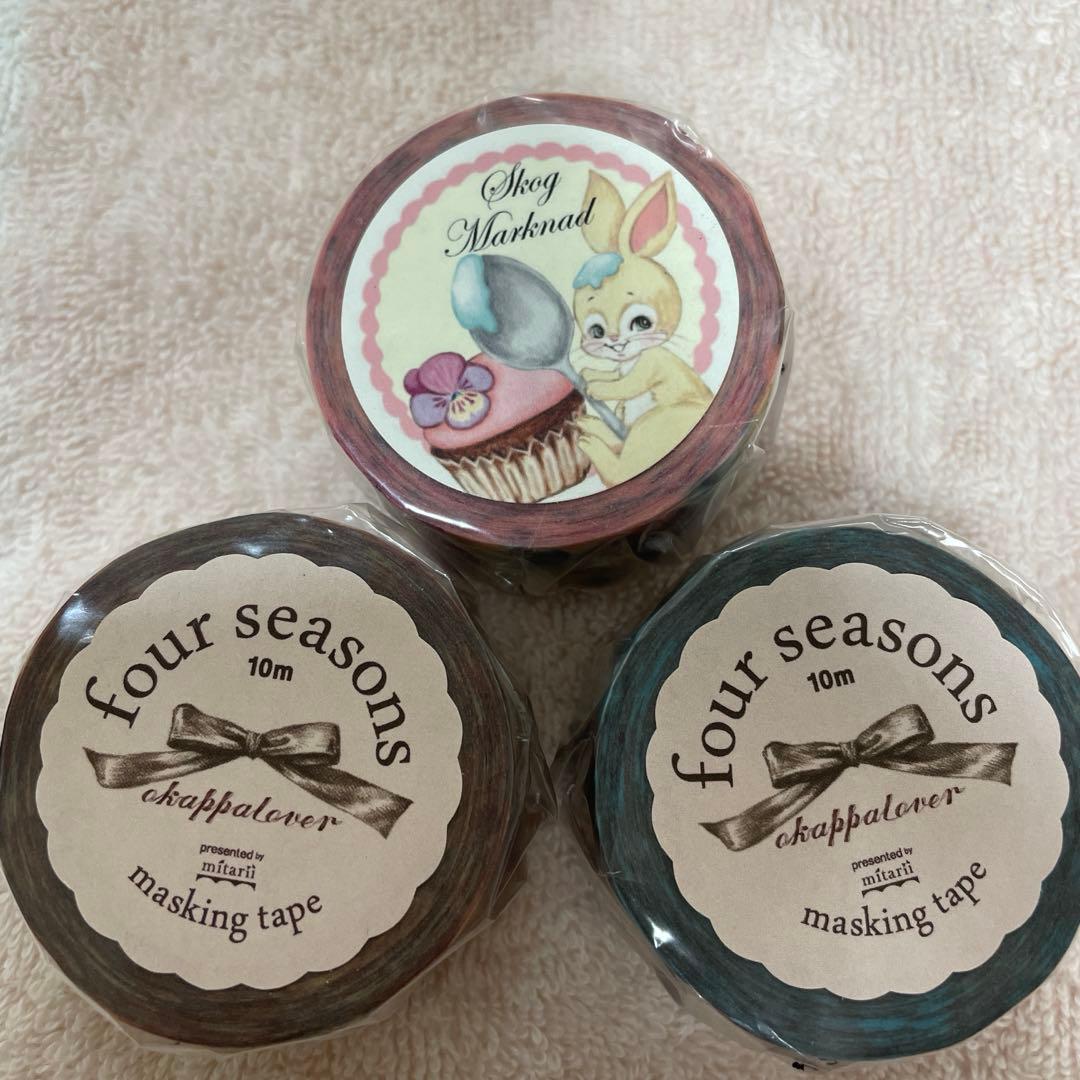 Skog
Marknad
four seasons
10m
okappalover
presented by
mitarii
masking tape
four seasons
10m
okappalover
presented by
mitarii
masking tape